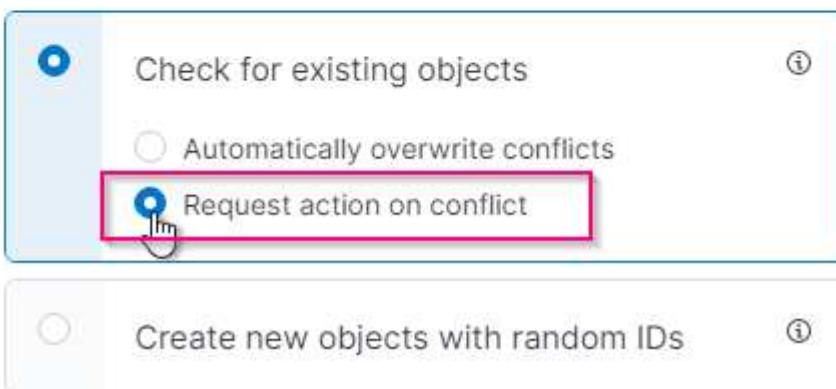 Check for existing objects
Automatically overwrite conflicts
Request action on conflict
Create new objects with random IDs